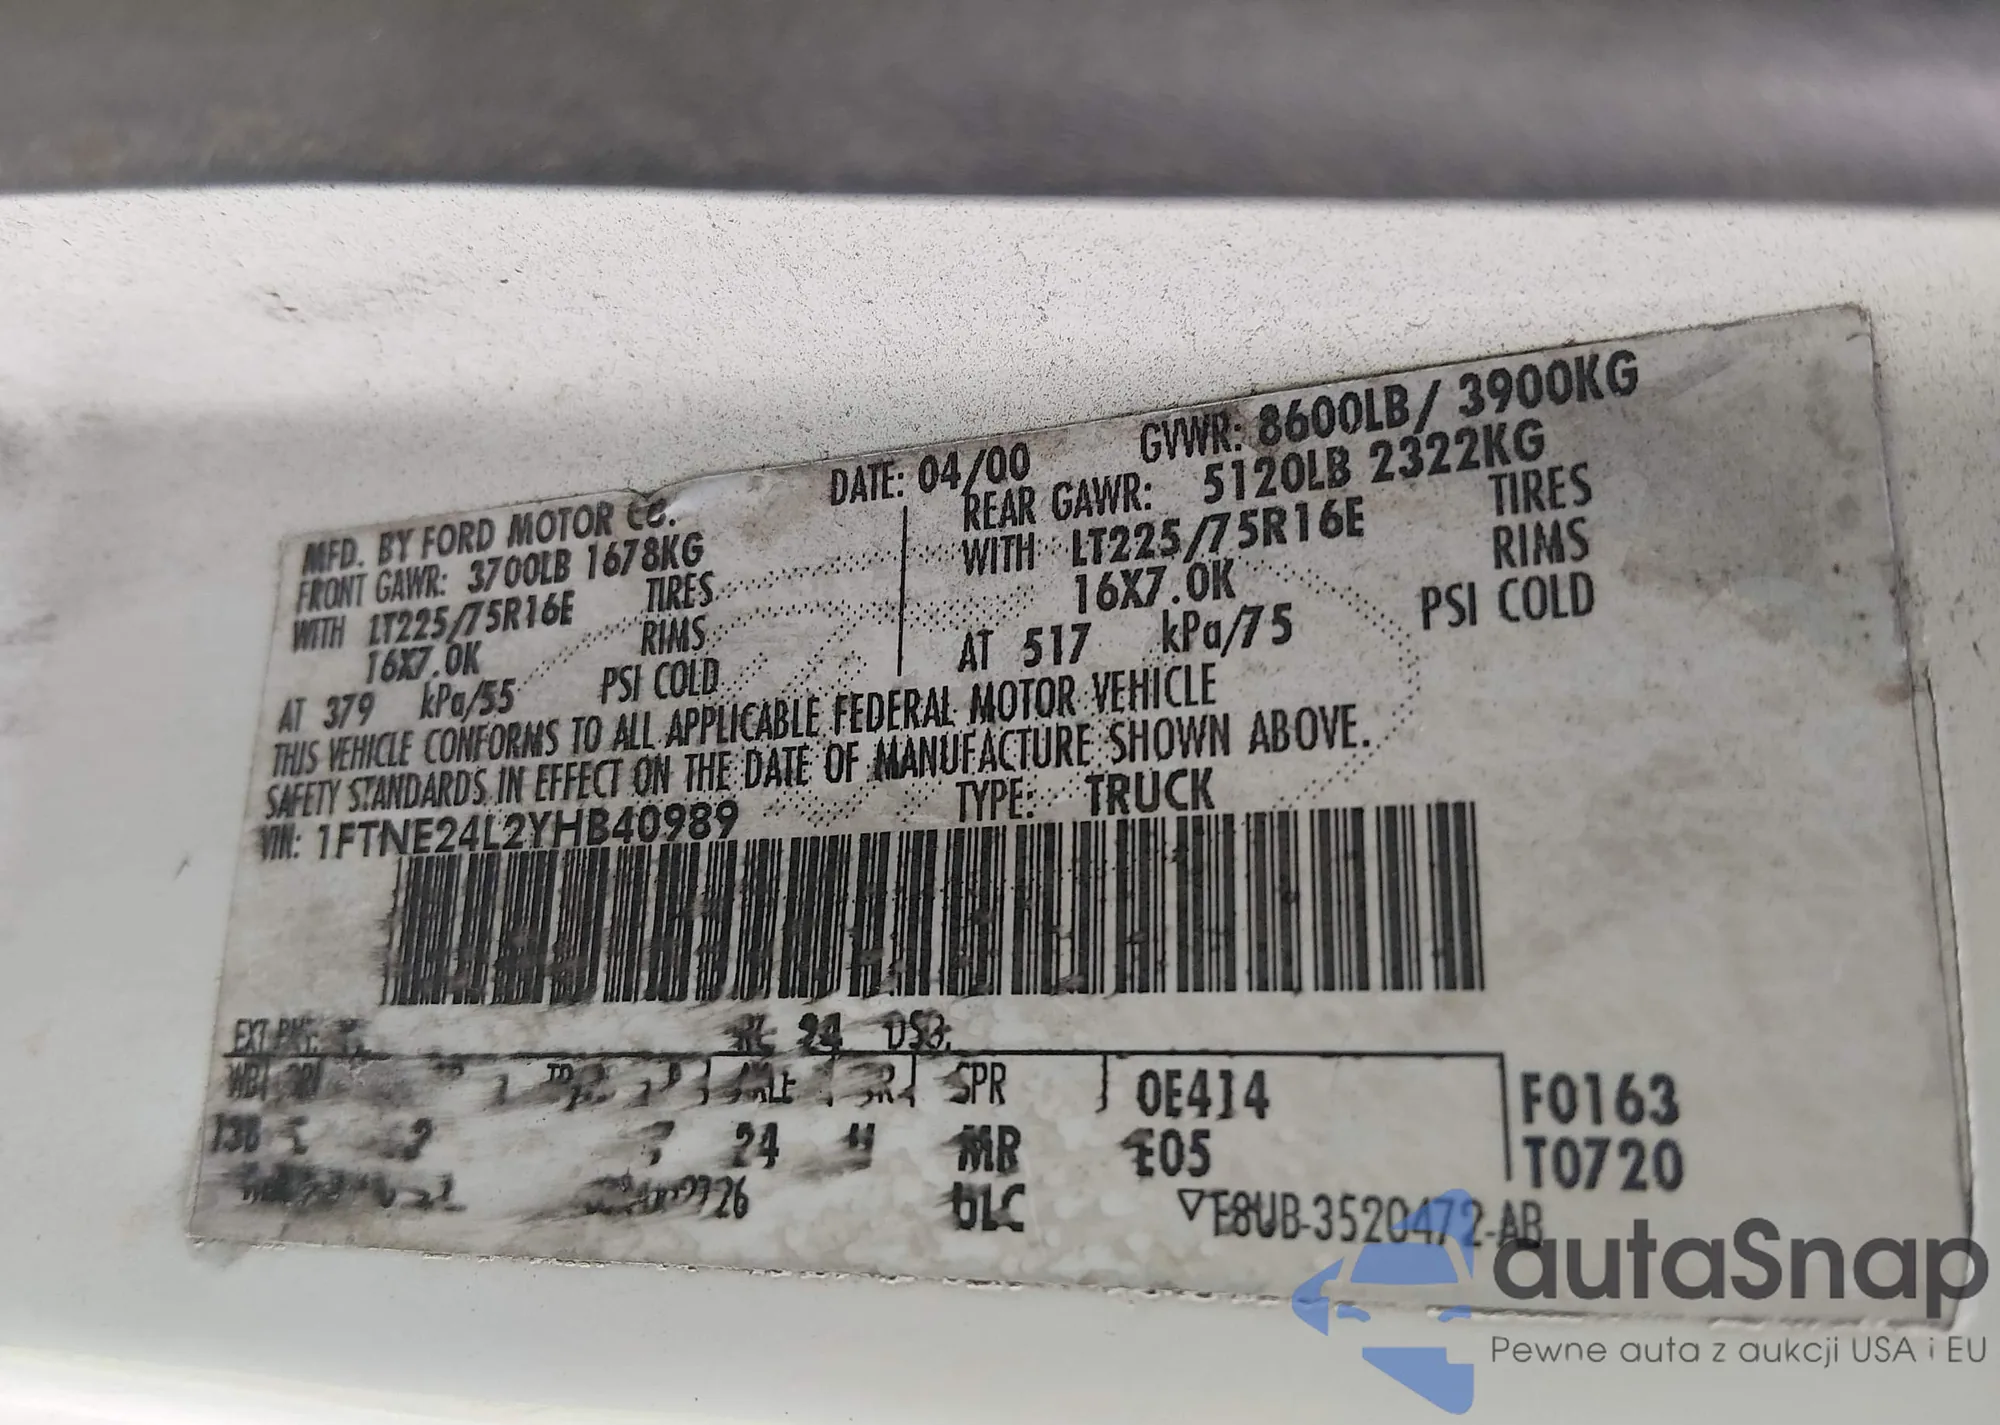 MFD. BY FORD MOTOR CO.
DATE: 04/00
GVWR: 8600LB/ 3900KG
FRONT GAWR: 3700LB 1678KG
WITH LT225/75R16E TIRES
16X7.0K RIMS
AT 379 kPa/55 PSI COLD
REAR GAWR: 5120LB 2322KG
WITH LT225/75R16E TIRES
16X7.0K RIMS
AT 517 kPa/75 PSI COLD
THIS VEHICLE CONFORMS TO ALL APPLICABLE FEDERAL MOTOR VEHICLE
SAFETY STANDARDS IN EFFECT ON THE DATE OF MANUFACTURE SHOWN ABOVE.
VIN: 1FTNE24L2YHB40989
TYPE: TRUCK
EXT PNT: 24
SPR 0E414 F0163
138 24 MR E05 T0720
▽F8UB-3520472-AB
autaSnap
Pewne auta z aukcji USA i EU